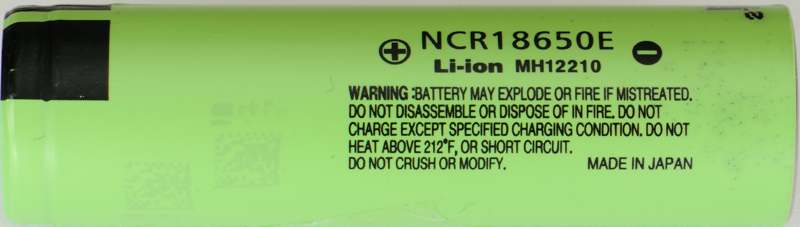 ⊕ NCR18650E ⊖
Li-ion MH12210
WARNING :BATTERY MAY EXPLODE OR FIRE IF MISTREATED.
DO NOT DISASSEMBLE OR DISPOSE OF IN FIRE. DO NOT
CHARGE EXCEPT SPECIFIED CHARGING CONDITION. DO NOT
HEAT ABOVE 212°F, OR SHORT CIRCUIT.
DO NOT CRUSH OR MODIFY. MADE IN JAPAN